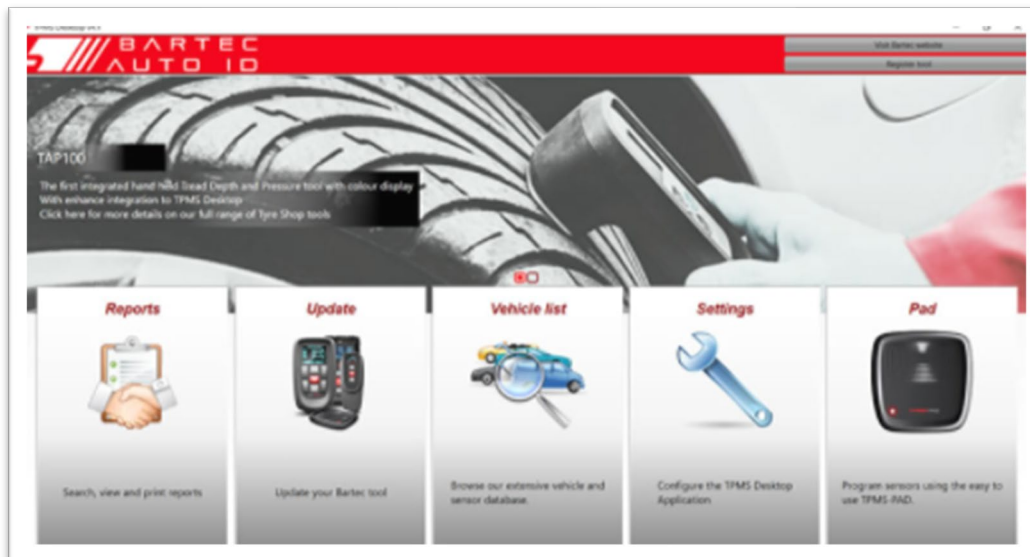 BARTEC
AUTO ID
Visit Bartec website
Register tool
TAP100
The first integrated hand held Tread Depth and Pressure tool with colour display
With enhance integration to TPMS Desktop
Click here for more details on our full range of Tyre Shop tools
Reports
Update
Vehicle list
Settings
Pad
Search, view and print reports
Update your Bartec tool
Browse our extensive vehicle and
sensor database.
Configure the TPMS Desktop
Application
Program sensors using the easy to
use TPMS-PAD.